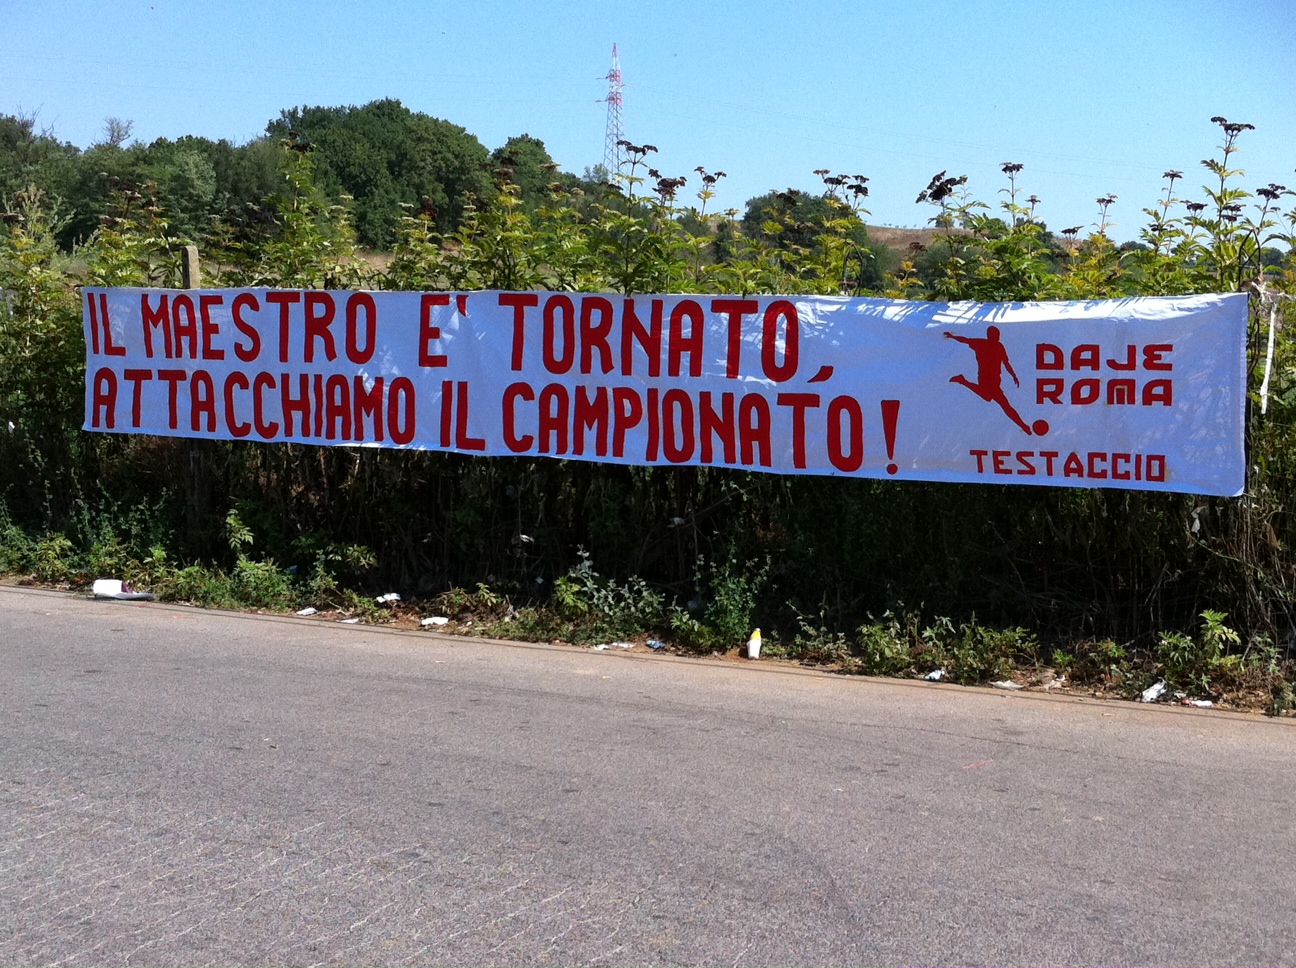 IL MAESTRO E' TORNATO,
ATTACCHIAMO IL CAMPIONATO!
DAJE
ROMA
TESTACCIO